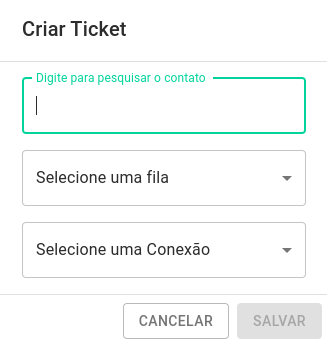 Criar Ticket
Digite para pesquisar o contato
Selecione uma fila
Selecione uma Conexão
CANCELAR SALVAR